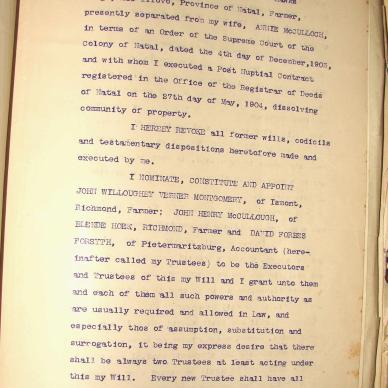 Province of Natal, Farmer,
presently separated from my wife, ANNIE McCULLOCH,
in terms of an Order of the Supreme Court of the
Colony of Natal, dated the 4th day of December, 1903,
and with whom I executed a Post Nuptial Contract
registered in the Office of the Registrar of Deeds
of Natal on the 27th day of May, 1904, dissolving
community of property.
I HEREBY REVOKE all former wills, codicils
and testamentary dispositions heretofore made and
executed by me.
I NOMINATE, CONSTITUTE AND APPOINT
JOHN WILLOUGHBY VERNER MONTGOMERY, of Ismont,
Richmond, Farmer; JOHN HENRY McCULLOUGH, of
BLENDE HOEK, RICHMOND, Farmer and DAVID FORBES
FORSYTH, of Pietermaritzburg, Accountant (here-
inafter called my Trustees) to be the Executors
and Trustees of this my Will and I grant unto them
and each of them all such powers and authority as
are usually required and allowed in Law, and
especially thos of assumption, substitution and
surrogation, it being my express desire that there
shall be always two Trustees at least acting under
this my Will. Every new Trustee shall have all